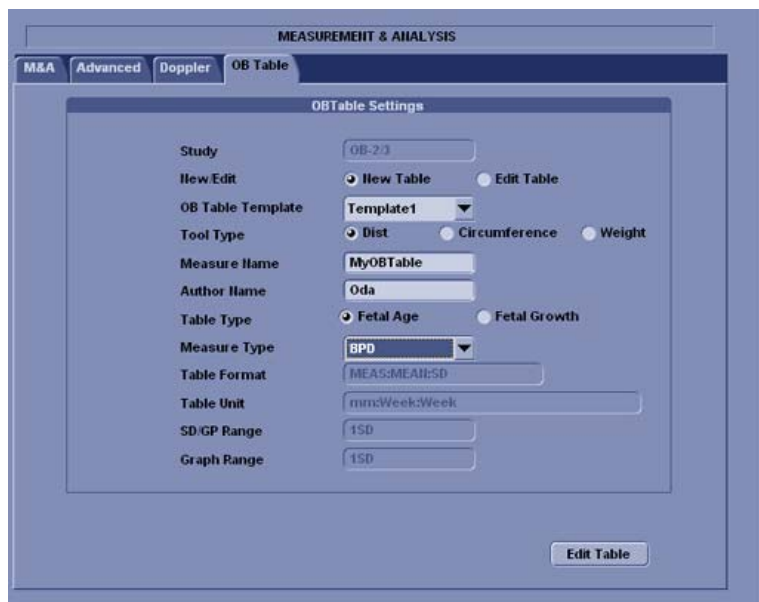 MEASUREMENT & ANALYSIS
M&A Advanced Doppler OB Table
OBTable Settings
Study OB-2/3
New/Edit New Table Edit Table
OB Table Template Template1
Tool Type Dist Circumference Weight
Measure Name MyOBTable
Author Name Oda
Table Type Fetal Age Fetal Growth
Measure Type BPD
Table Format MEAS:MEAN:SD
Table Unit mm:Week:Week
SD/GP Range 1SD
Graph Range 1SD
Edit Table